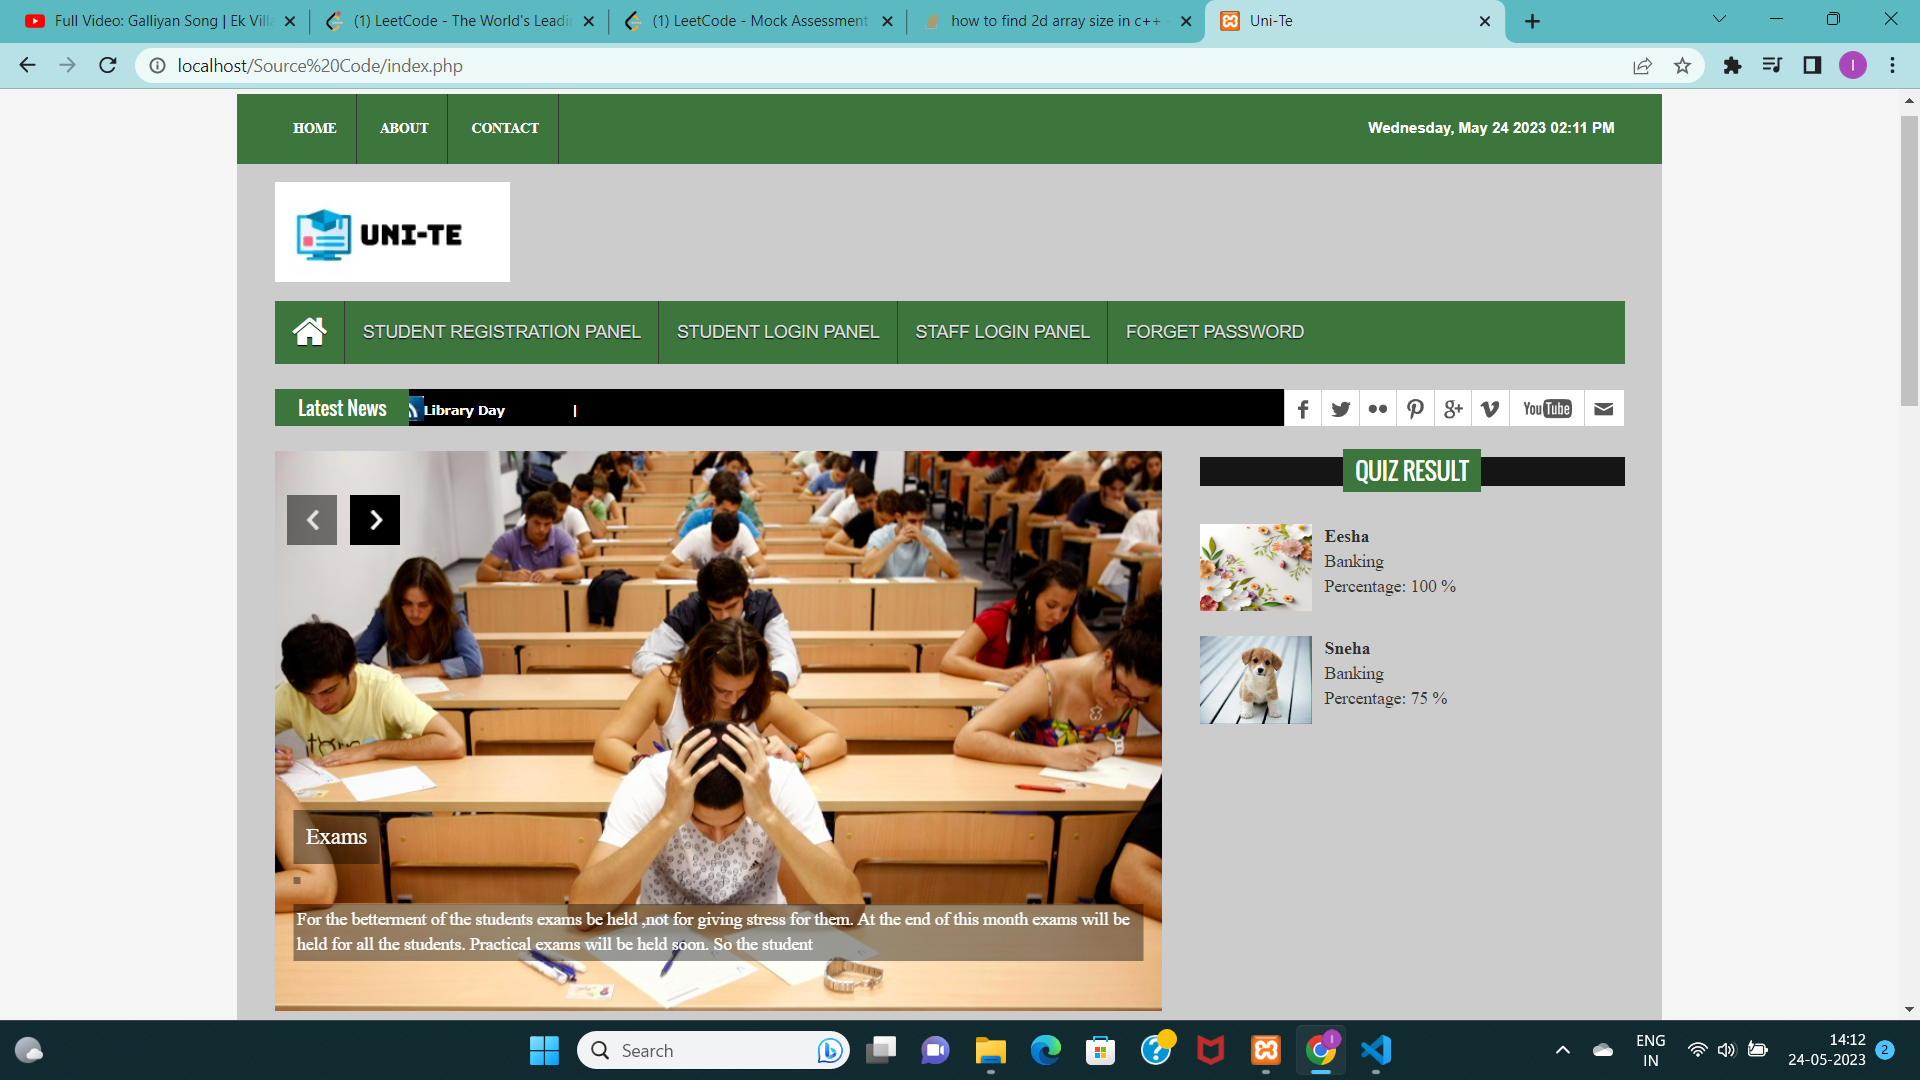 Full Video: Galliyan Song | Ek Villa
(1) LeetCode - The World's Leadi
(1) LeetCode - Mock Assessment
how to find 2d array size in c++ -
Uni-Te
localhost/Source%20Code/index.php
I
HOME
ABOUT
CONTACT
Wednesday, May 24 2023 02:11 PM
UNI-TE
STUDENT REGISTRATION PANEL
STUDENT LOGIN PANEL
STAFF LOGIN PANEL
FORGET PASSWORD
Latest News
Library Day |
You Tube
QUIZ RESULT
Eesha
Banking
Percentage: 100 %
Sneha
Banking
Percentage: 75 %
Exams
For the betterment of the students exams be held ,not for giving stress for them. At the end of this month exams will be
held for all the students. Practical exams will be held soon. So the student
Search
ENG
IN
14:12
24-05-2023
2